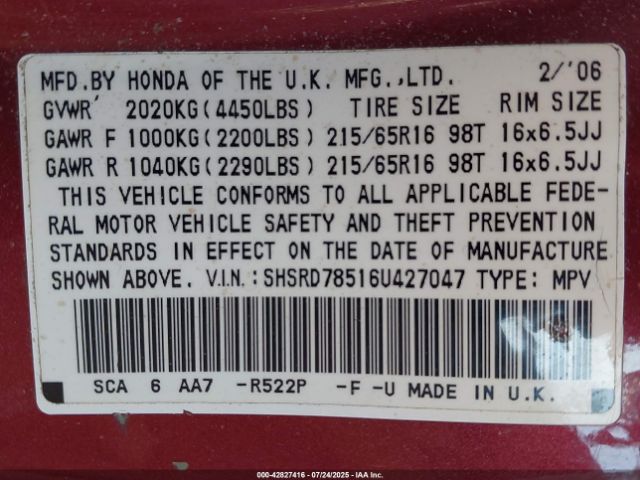 MFD.BY HONDA OF THE U.K. MFG.,LTD. 2/'06
GVWR 2020KG(4450LBS) TIRE SIZE RIM SIZE
GAWR F 1000KG(2200LBS) 215/65R16 98T 16x6.5JJ
GAWR R 1040KG(2290LBS) 215/65R16 98T 16x6.5JJ
THIS VEHICLE CONFORMS TO ALL APPLICABLE FEDE-
RAL MOTOR VEHICLE SAFETY AND THEFT PREVENTION
STANDARDS IN EFFECT ON THE DATE OF MANUFACTURE
SHOWN ABOVE. V.I.N.:SHSRD78516U427047 TYPE: MPV
SCA 6 AA7 -R522P -F -U MADE IN U.K.
000-42827416 - 07/24/2025 - IAA Inc.